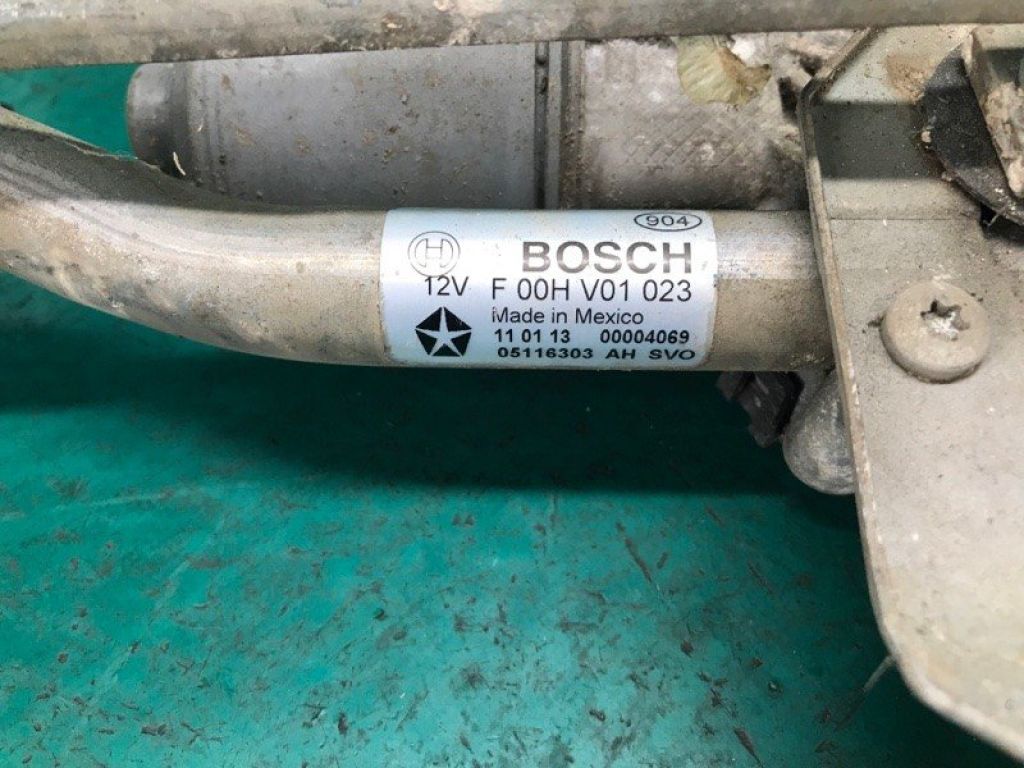 904
H BOSCH
12V F 00H V01 023
Made in Mexico
11 01 13 00004069
05116303 AH SVO